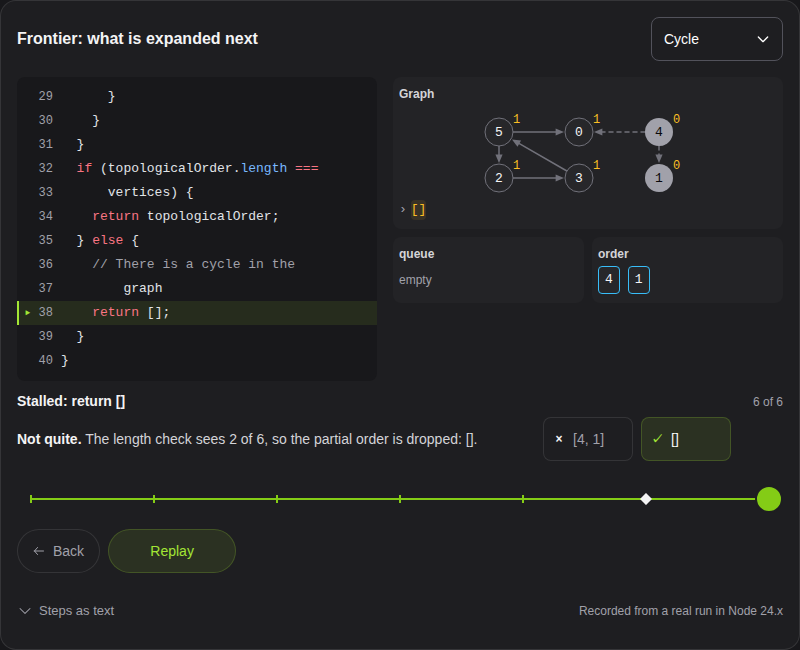 Frontier: what is expanded next
Cycle
29 }
30 }
31 }
32 if (topologicalOrder.length ===
33 vertices) {
34 return topologicalOrder;
35 } else {
36 // There is a cycle in the
37 graph
38 return [];
39 }
40 }
Graph
5 1
0 1
4 0
2 1
3 1
1 0
› []
queue
empty
order
4 1
Stalled: return []
6 of 6
Not quite. The length check sees 2 of 6, so the partial order is dropped: [].
× [4, 1]
✓ []
← Back
Replay
Steps as text
Recorded from a real run in Node 24.x